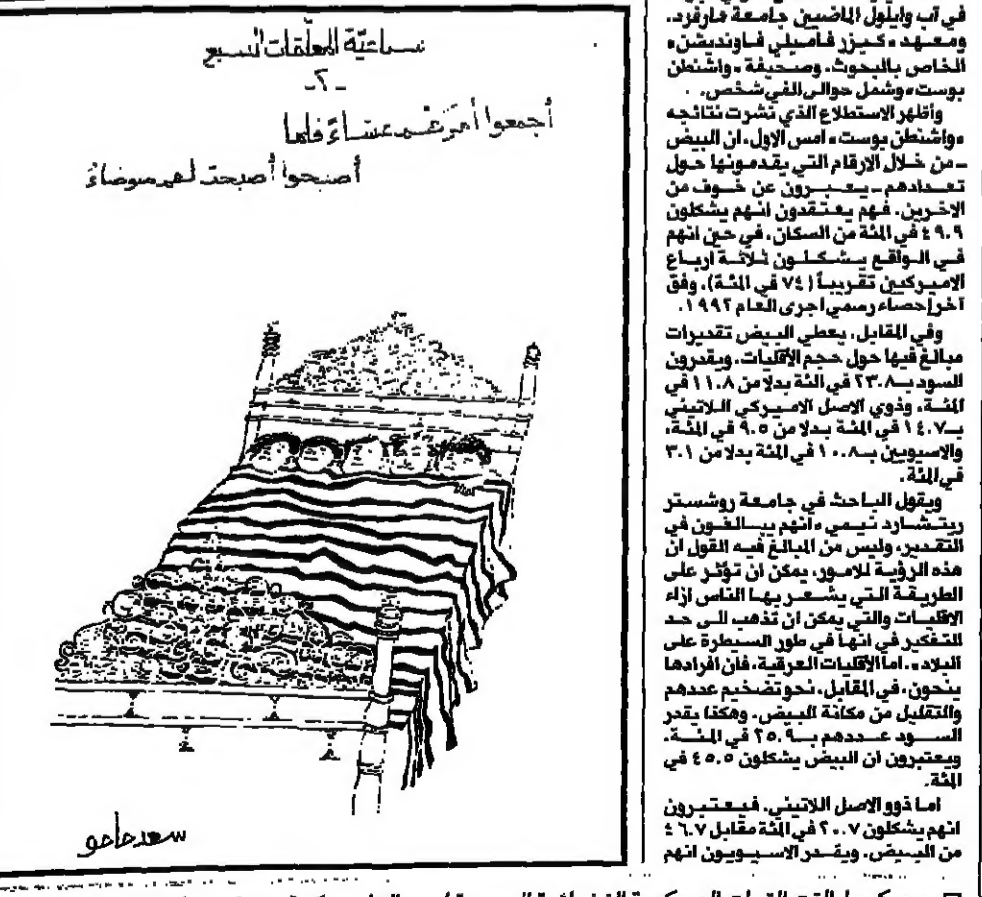 سباعيّة المعلّقات السبع
-٢-
أجمعوا أمرهم عشاءً فلما
أصبحوا أصبحت لهم ضوضاءُ
سعد حاجو
في آب وايلول الماضيين جامعة هارفرد،
ومعهد «كيزر فاميلي فاونديشن»
الخاص بالبحوث، وصحيفة «واشنطن
بوست» وشمل حوالى الفي شخص.
وأظهر الاستطلاع الذي نشرت نتائجه
«واشنطن بوست» امس الاول، ان البيض
ـ من خلال الارقام التي يقدمونها حول
تعدادهم ـ يعبرون عن خوف من
الاخرين. فهم يعتقدون انهم يشكلون
٤٩.٩ في المئة من السكان، في حين انهم
في الواقع يشكلون ثلاثة ارباع
الاميركيين تقريباً (٧٤ في المئة)، وفق
آخر إحصاء رسمي اجرى العام ١٩٩٢.
وفي المقابل، يعطي البيض تقديرات
مبالغ فيها حول حجم الأقليات. ويقدرون
السود بـ٢٣.٨ في المئة بدلا من ١١.٨ في
المئة، وذوي الاصل الاميركي اللاتيني
بـ١٤.٧ في المئة بدلا من ٩.٥ في المئة،
والاسيويين بـ١٠.٨ في المئة بدلا من ٣.١
في المئة.
ويقول الباحث في جامعة روشستر
ريتشارد نيمي «انهم يبالغون في
التقدير، وليس من المبالغ فيه القول ان
هذه الرؤية للامور، يمكن ان تؤثر على
الطريقة التي يشعر بها الناس ازاء
الاقليات والتي يمكن ان تذهب الى حد
التفكير في انها في طور السيطرة على
البلاد». اما الأقليات العرقية، فان افرادها
ينحون، في المقابل، نحو تضخيم عددهم
والتقليل من مكانة البيض. وهكذا يقدر
السود عددهم بـ٢٥.٩ في المئة،
ويعتبرون ان البيض يشكلون ٤٥.٥ في
المئة.
اما ذوو الاصل اللاتيني، فيعتبرون
انهم يشكلون ٢٠.٧ في المئة مقابل ٤٦.٧
من البيض. ويقدر الاسيويون انهم